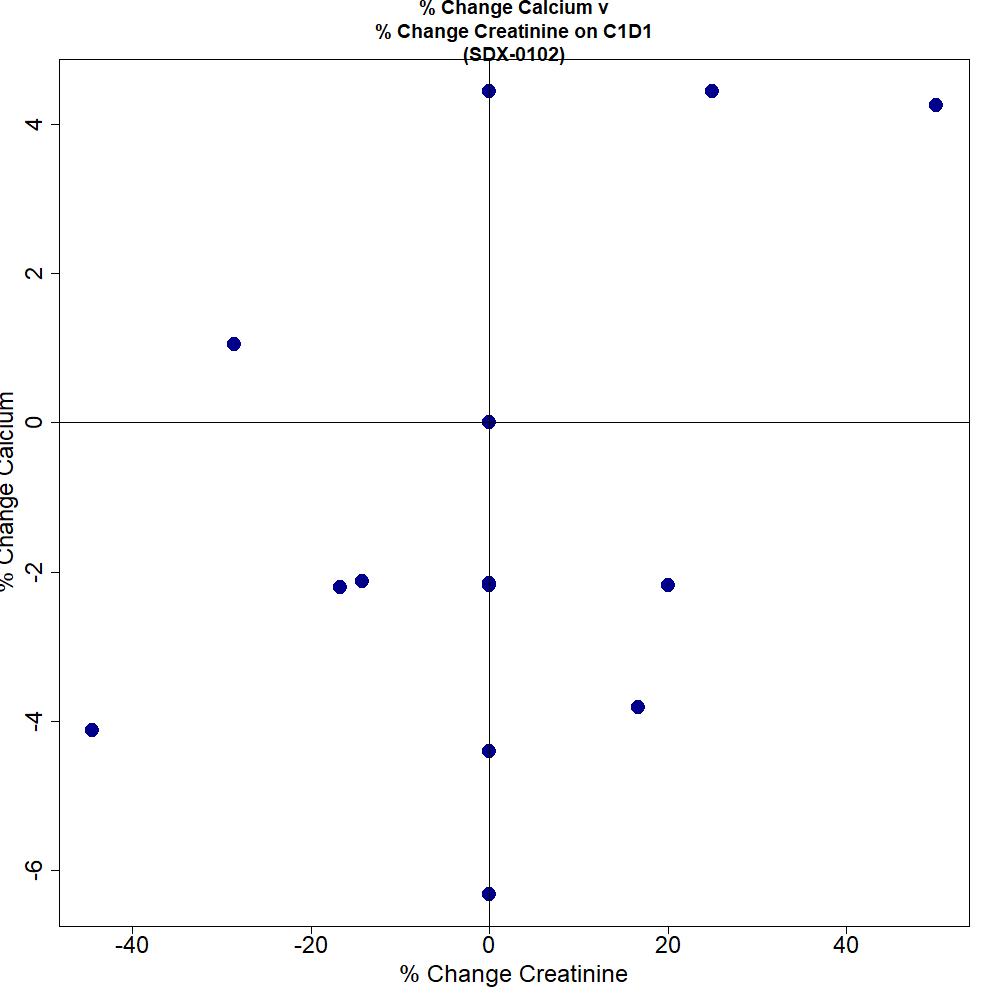 % Change Calcium v
% Change Creatinine on C1D1
(SDX-0102)
% Change Calcium
4
2
0
-2
-4
-6
-40
-20
0
20
40
% Change Creatinine